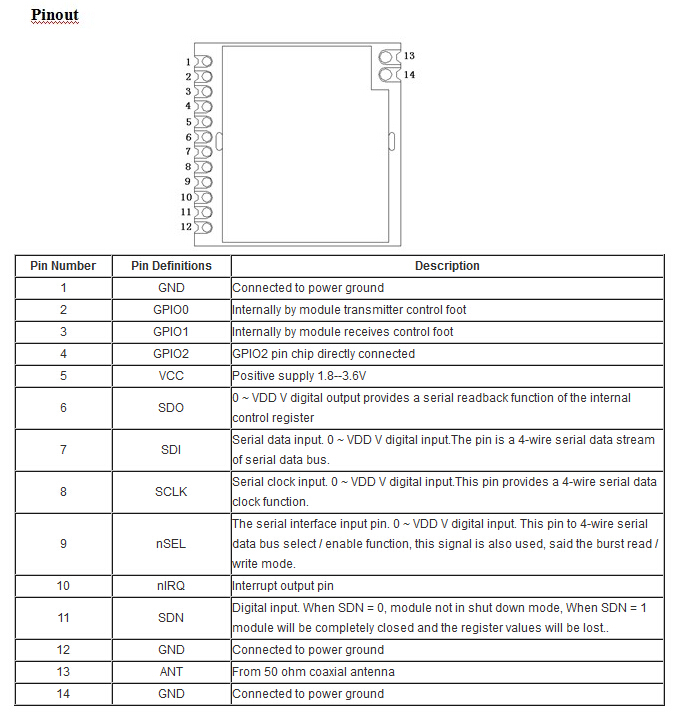 Pinout
1
2
3
4
5
6
7
8
9
10
11
12
13
14
Pin Number Pin Definitions Description
1 GND Connected to power ground
2 GPIO0 Internally by module transmitter control foot
3 GPIO1 Internally by module receives control foot
4 GPIO2 GPIO2 pin chip directly connected
5 VCC Positive supply 1.8--3.6V
6 SDO 0 ~ VDD V digital output provides a serial readback function of the internal
control register
7 SDI Serial data input. 0 ~ VDD V digital input.The pin is a 4-wire serial data stream
of serial data bus.
8 SCLK Serial clock input. 0 ~ VDD V digital input.This pin provides a 4-wire serial data
clock function.
9 nSEL The serial interface input pin. 0 ~ VDD V digital input. This pin to 4-wire serial
data bus select / enable function, this signal is also used, said the burst read /
write mode.
10 nIRQ Interrupt output pin
11 SDN Digital input. When SDN = 0, module not in shut down mode, When SDN = 1
module will be completely closed and the register values will be lost..
12 GND Connected to power ground
13 ANT From 50 ohm coaxial antenna
14 GND Connected to power ground